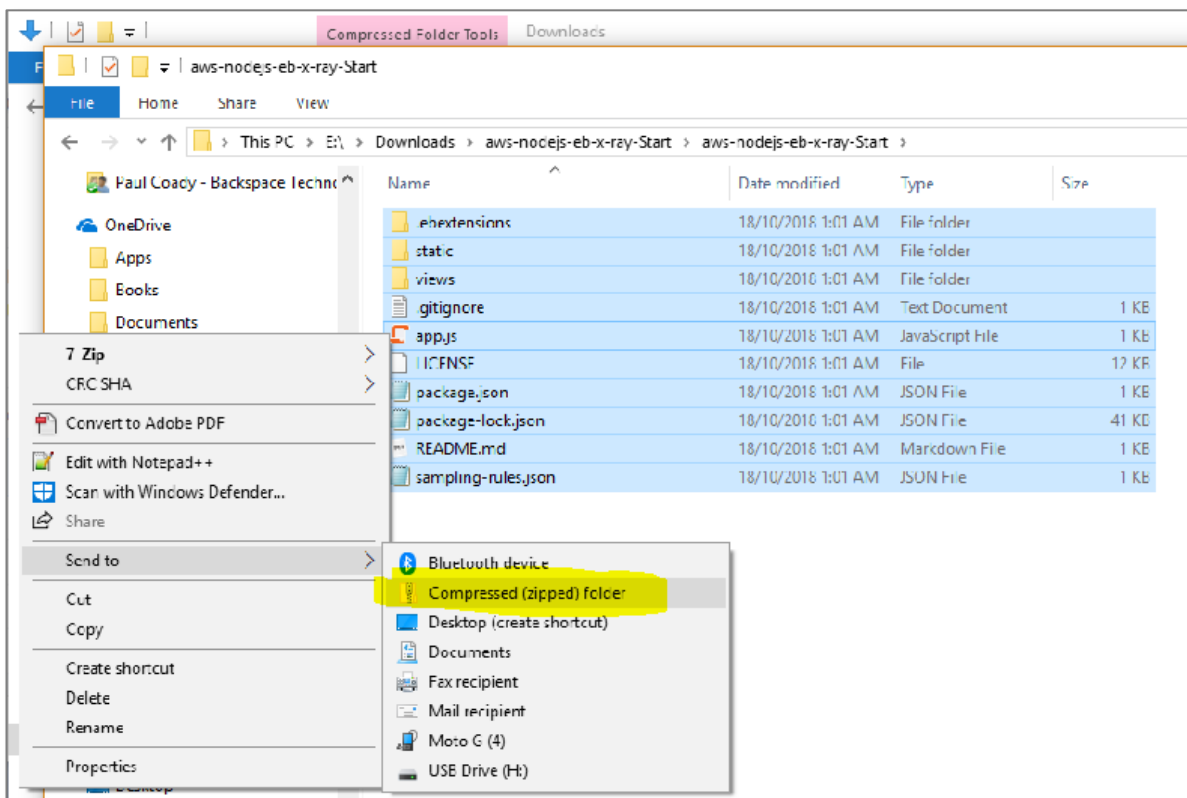 Compressed Folder Tools Downloads
aws-nodejs-eb-x-ray-Start
File Home Share View
This PC > E:\ > Downloads > aws-nodejs-eb-x-ray-Start > aws-nodejs-eb-x-ray-Start >
Paul Coady - Backspace Techno
Name Date modified Type Size
OneDrive
.ebextensions 18/10/2018 1:01 AM File folder
static 18/10/2018 1:01 AM File folder
Apps
views 18/10/2018 1:01 AM File folder
Books
.gitignore 18/10/2018 1:01 AM Text Document 1 KB
Documents
app.js 18/10/2018 1:01 AM JavaScript File 1 KB
LICENSE 18/10/2018 1:01 AM File 12 KB
package.json 18/10/2018 1:01 AM JSON File 1 KB
package-lock.json 18/10/2018 1:01 AM JSON File 41 KB
README.md 18/10/2018 1:01 AM Markdown File 1 KB
sampling-rules.json 18/10/2018 1:01 AM JSON File 1 KB
7 Zip
CRC SHA
Convert to Adobe PDF
Edit with Notepad++
Scan with Windows Defender...
Share
Send to
Cut
Copy
Create shortcut
Delete
Rename
Properties
Bluetooth device
Compressed (zipped) folder
Desktop (create shortcut)
Documents
Fax recipient
Mail recipient
Moto G (4)
USB Drive (H:)